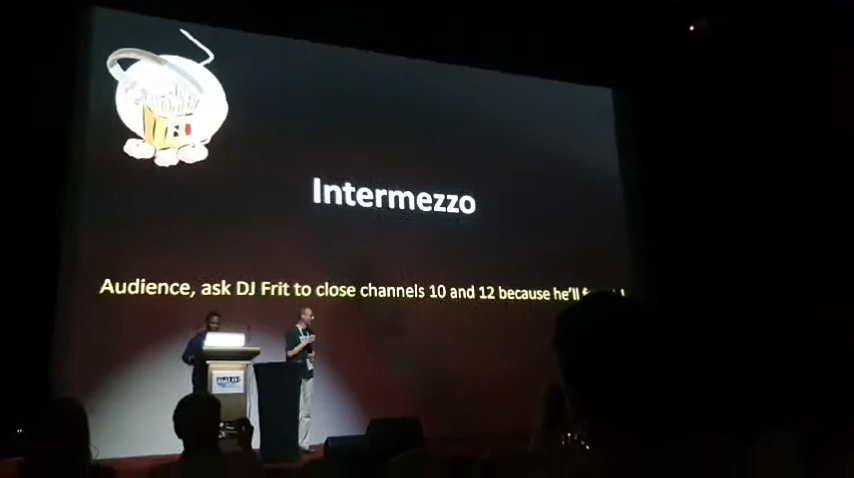 Intermezzo
Audience, ask DJ Frit to close channels 10 and 12 because he'll